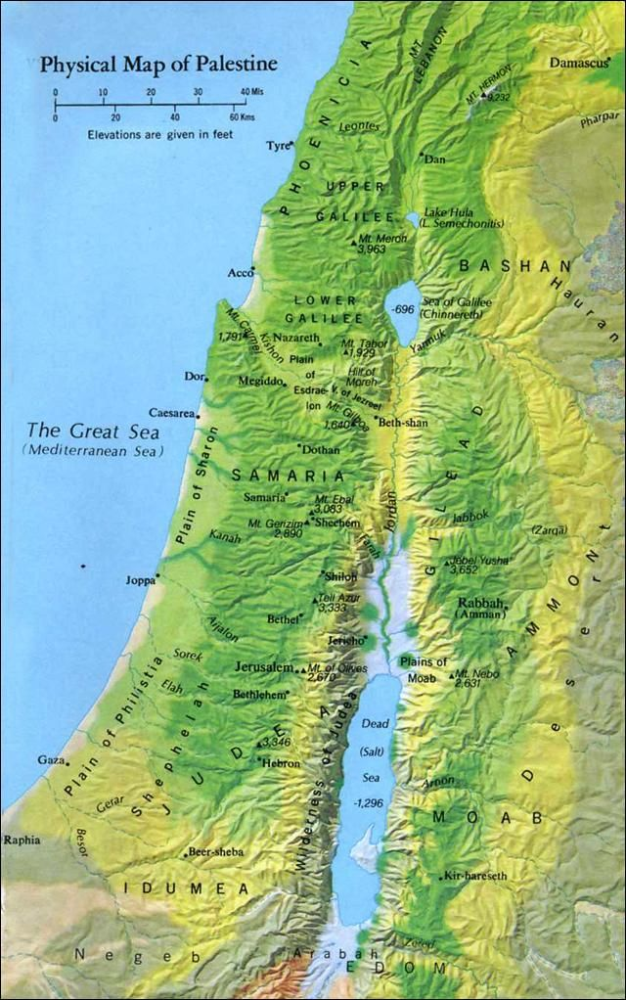 Physical Map of Palestine
0 10 20 30 40 Mis
0 20 40 60 Kms
Elevations are given in feet
MT. LEBANON
Damascus
MT. HERMON
9,232
Pharpar
PHOENICIA
Leontes
Tyre
Dan
UPPER
GALILEE
Lake Hula
(L. Semechonitis)
Mt. Meron
3,963
BASHAN
Hauran
Acco
LOWER
GALILEE
-696
Sea of Galilee
(Chinnereth)
Mt. Carmel
1,791
Kishon
Nazareth
Mt. Tabor
1,929
Yarmuk
Plain
of
Esdrae-
lon
Hill of
Moreh
V. of Jezreel
Dor
Megiddo
Mt. Gilboa
1,640
Beth-shan
Caesarea
The Great Sea
(Mediterranean Sea)
Plain of Sharon
Dothan
GILEAD
SAMARIA
Samaria
Mt. Ebal
3,083
Mt. Gerizim
2,890
Shechem
Jordan
Jabbok
(Zarqā)
Kanah
Farah
Jebel Yusha'
3,652
Joppa
Shiloh
Tell Azur
3,333
Rabbah
(Amman)
AMMON
Desert
Bethel
Aijalon
Jericho
Sorek
Jerusalem
Mt. of Olives
2,670
Plains of
Moab
Mt. Nebo
2,631
Elah
Bethlehem
Plain of Philistia
Shephelah
JUDEA
Wilderness of Judea
Dead
(Salt)
Sea
-1,296
3,346
Hebron
Gaza
Gerar
Arnon
MOAB
Raphia
Besor
Beer-sheba
Kir-hareseth
IDUMEA
Zered
Negeb
Arabah
EDOM